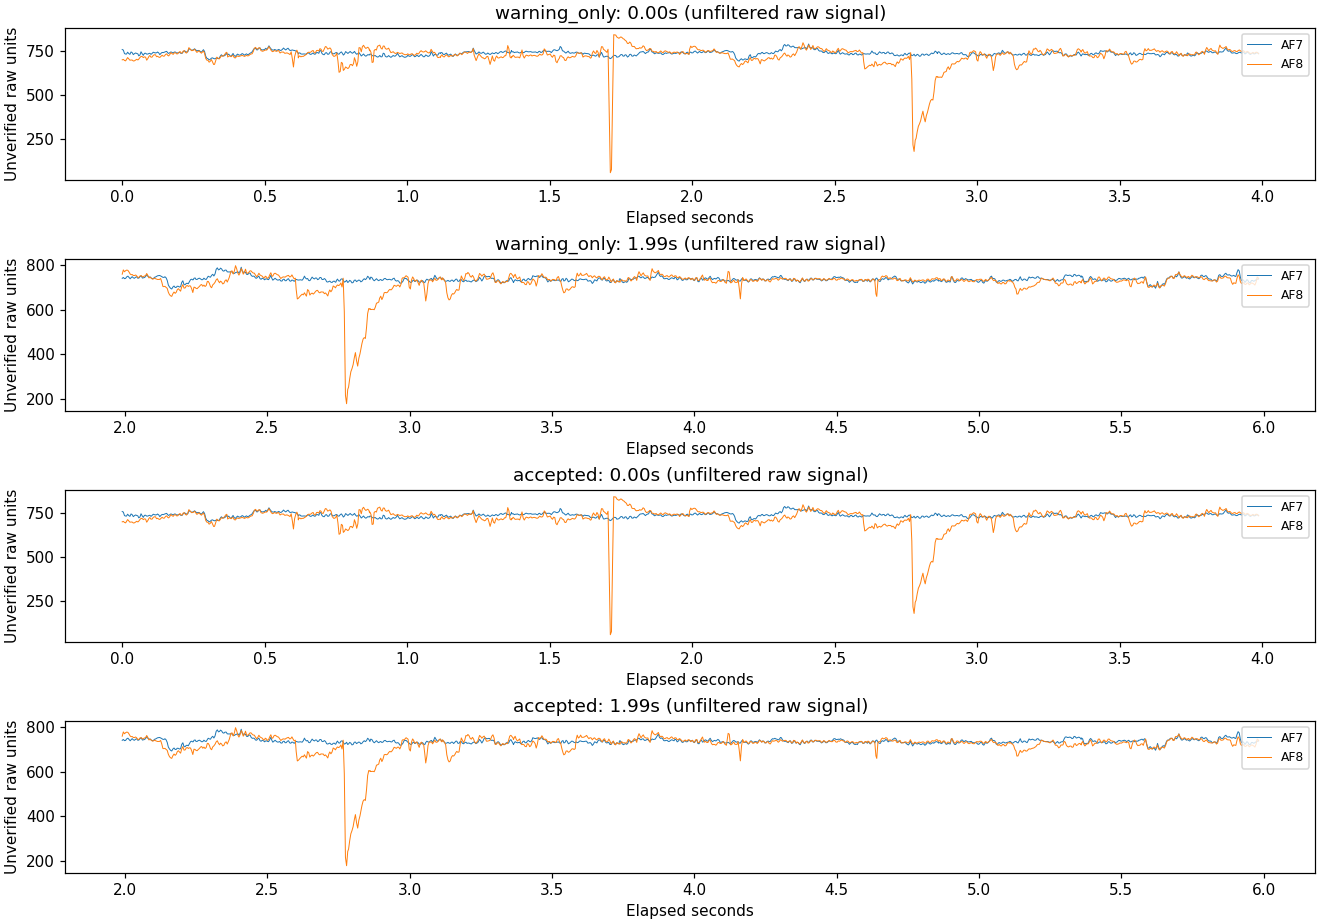 warning_only: 0.00s (unfiltered raw signal)
Unverified raw units
750
500
250
AF7
AF8
0.0 0.5 1.0 1.5 2.0 2.5 3.0 3.5 4.0
Elapsed seconds
warning_only: 1.99s (unfiltered raw signal)
Unverified raw units
800
600
400
200
AF7
AF8
2.0 2.5 3.0 3.5 4.0 4.5 5.0 5.5 6.0
Elapsed seconds
accepted: 0.00s (unfiltered raw signal)
Unverified raw units
750
500
250
AF7
AF8
0.0 0.5 1.0 1.5 2.0 2.5 3.0 3.5 4.0
Elapsed seconds
accepted: 1.99s (unfiltered raw signal)
Unverified raw units
800
600
400
200
AF7
AF8
2.0 2.5 3.0 3.5 4.0 4.5 5.0 5.5 6.0
Elapsed seconds